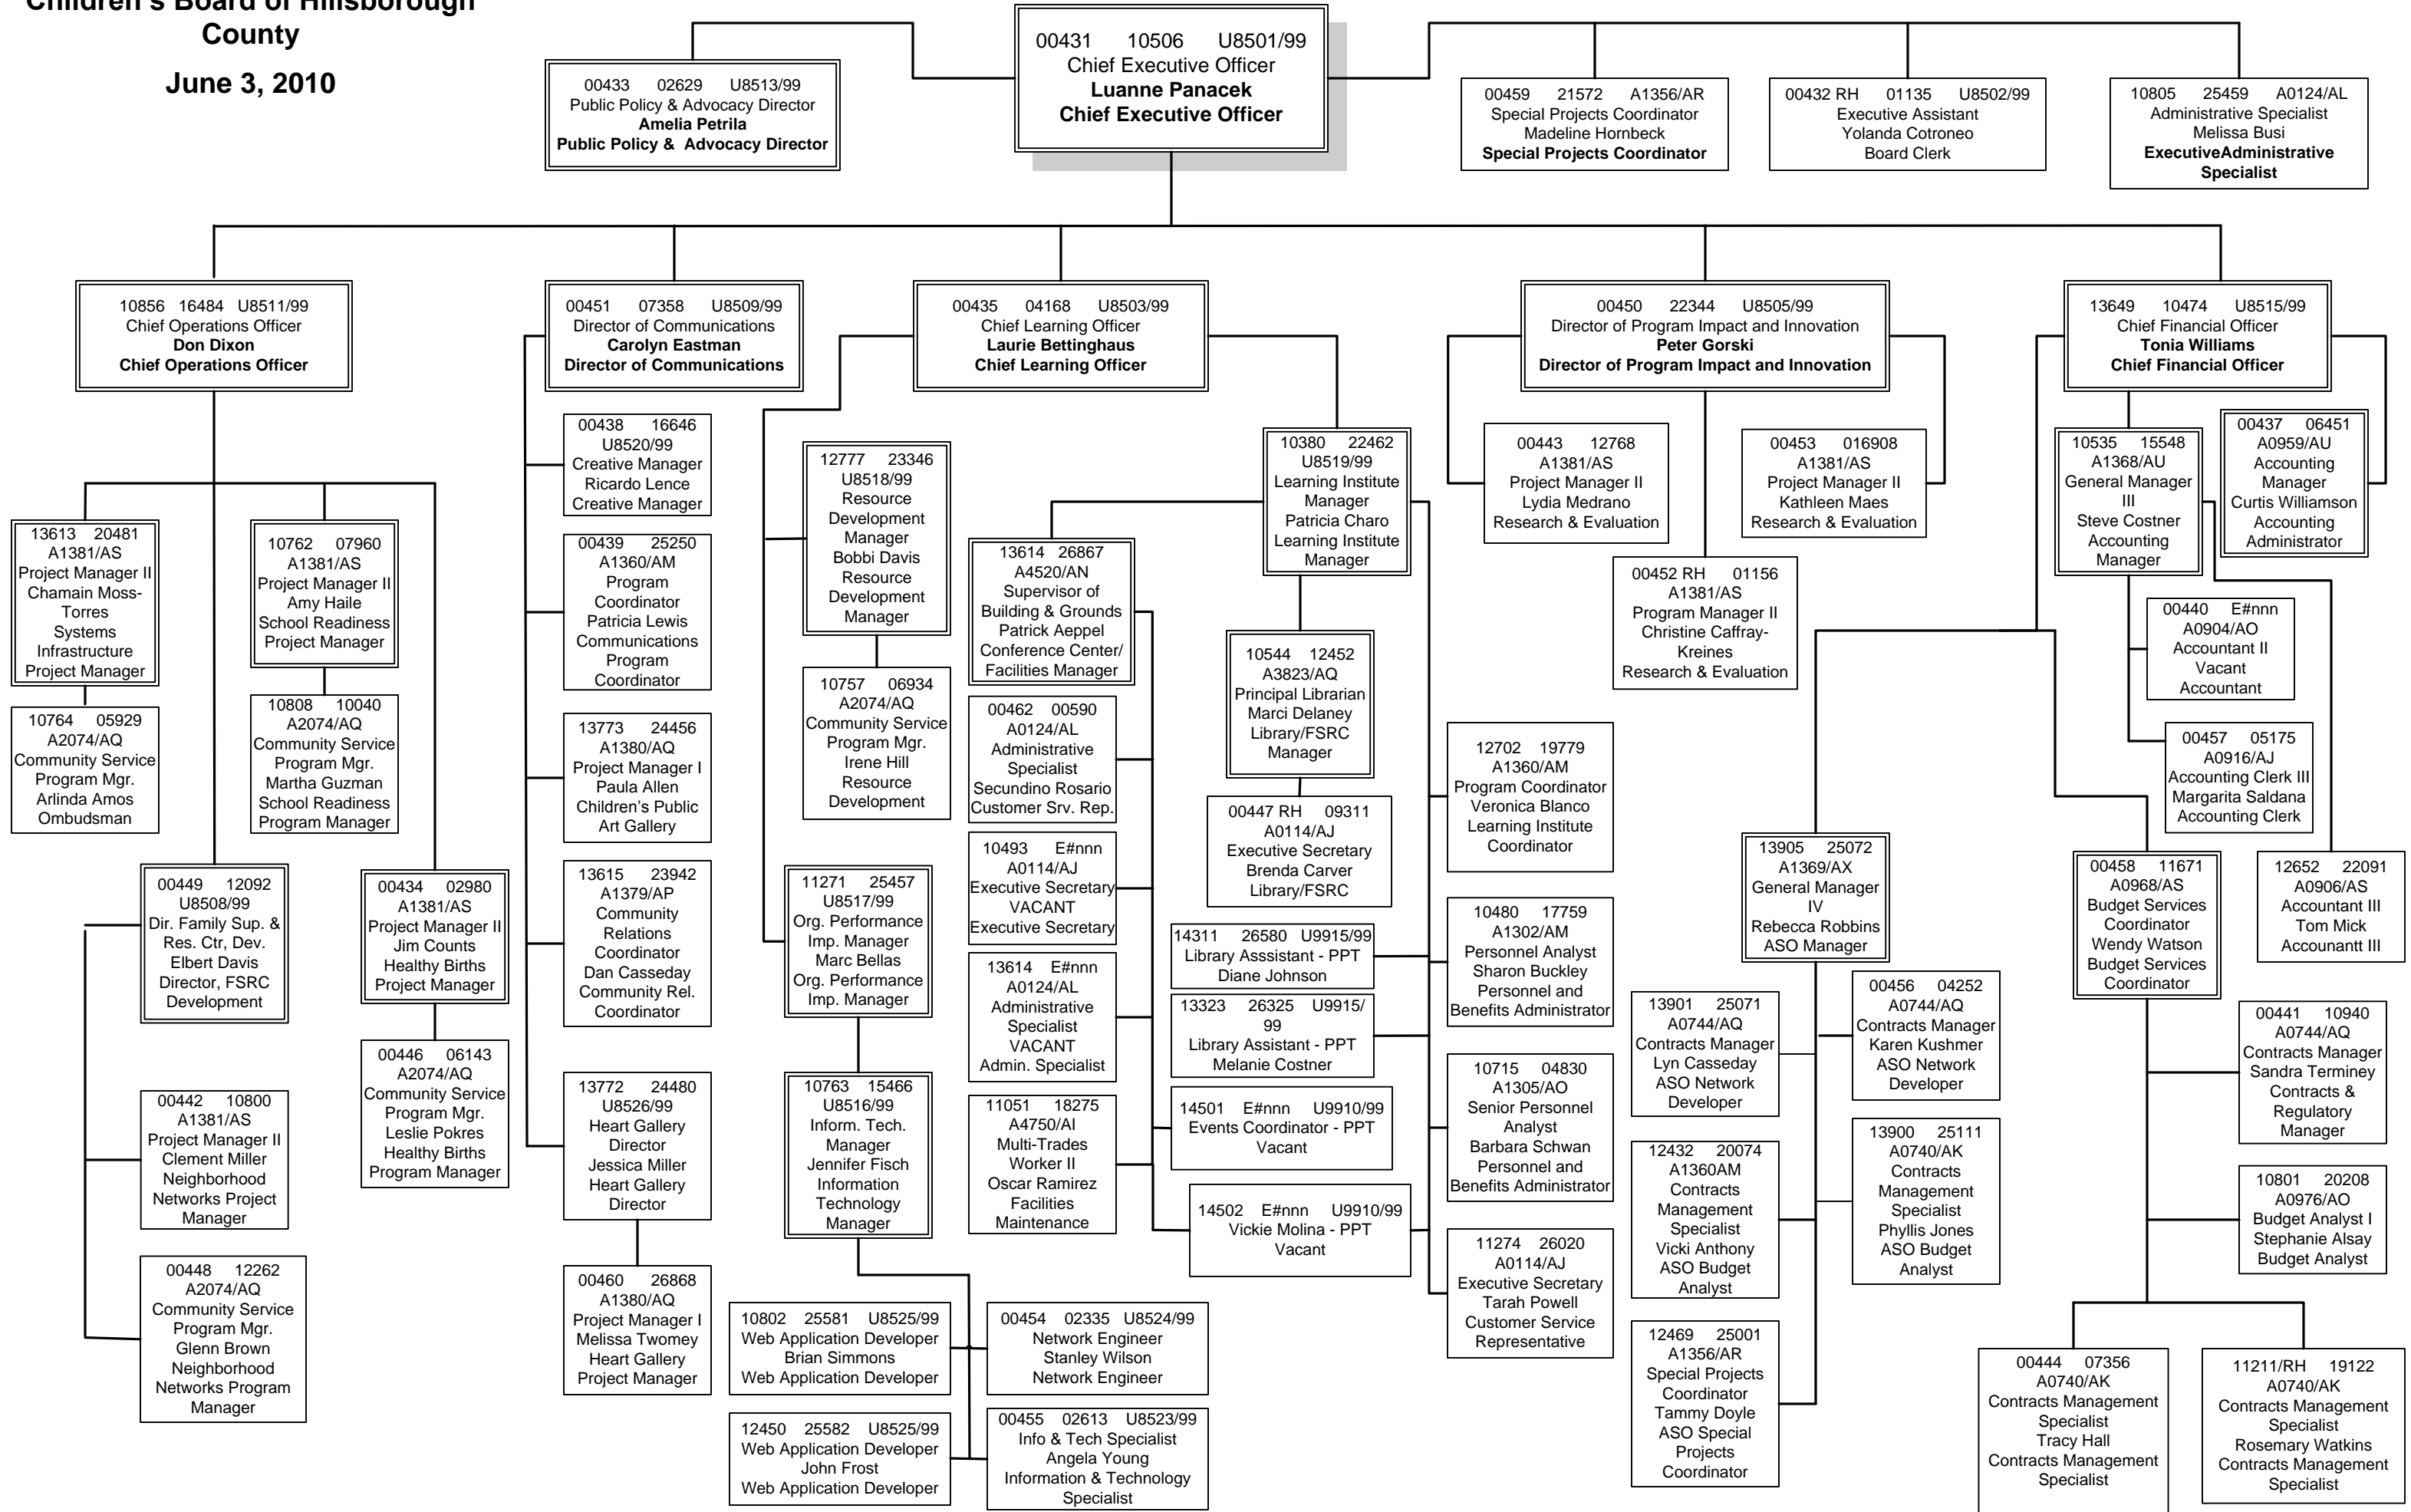 Children's Board of Hillsborough
County
June 3, 2010
00431 10506 U8501/99
Chief Executive Officer
Luanne Panacek
Chief Executive Officer
00433 02629 U8513/99
Public Policy & Advocacy Director
Amelia Petrila
Public Policy & Advocacy Director
00459 21572 A1356/AR
Special Projects Coordinator
Madeline Hornbeck
Special Projects Coordinator
00432 RH 01135 U8502/99
Executive Assistant
Yolanda Cotroneo
Board Clerk
10805 25459 A0124/AL
Administrative Specialist
Melissa Busi
ExecutiveAdministrative
Specialist
10856 16484 U8511/99
Chief Operations Officer
Don Dixon
Chief Operations Officer
00451 07358 U8509/99
Director of Communications
Carolyn Eastman
Director of Communications
00435 04168 U8503/99
Chief Learning Officer
Laurie Bettinghaus
Chief Learning Officer
00450 22344 U8505/99
Director of Program Impact and Innovation
Peter Gorski
Director of Program Impact and Innovation
13649 10474 U8515/99
Chief Financial Officer
Tonia Williams
Chief Financial Officer
13613 20481
A1381/AS
Project Manager II
Chamain Moss-
Torres
Systems
Infrastructure
Project Manager
10764 05929
A2074/AQ
Community Service
Program Mgr.
Arlinda Amos
Ombudsman
10762 07960
A1381/AS
Project Manager II
Amy Haile
School Readiness
Project Manager
10808 10040
A2074/AQ
Community Service
Program Mgr.
Martha Guzman
School Readiness
Program Manager
00449 12092
U8508/99
Dir. Family Sup. &
Res. Ctr, Dev.
Elbert Davis
Director, FSRC
Development
00434 02980
A1381/AS
Project Manager II
Jim Counts
Healthy Births
Project Manager
00446 06143
A2074/AQ
Community Service
Program Mgr.
Leslie Pokres
Healthy Births
Program Manager
00442 10800
A1381/AS
Project Manager II
Clement Miller
Neighborhood
Networks Project
Manager
00448 12262
A2074/AQ
Community Service
Program Mgr.
Glenn Brown
Neighborhood
Networks Program
Manager
00438 16646
U8520/99
Creative Manager
Ricardo Lence
Creative Manager
00439 25250
A1360/AM
Program
Coordinator
Patricia Lewis
Communications
Program
Coordinator
13773 24456
A1380/AQ
Project Manager I
Paula Allen
Children's Public
Art Gallery
13615 23942
A1379/AP
Community
Relations
Coordinator
Dan Casseday
Community Rel.
Coordinator
13772 24480
U8526/99
Heart Gallery
Director
Jessica Miller
Heart Gallery
Director
00460 26868
A1380/AQ
Project Manager I
Melissa Twomey
Heart Gallery
Project Manager
12777 23346
U8518/99
Resource
Development
Manager
Bobbi Davis
Resource
Development
Manager
10757 06934
A2074/AQ
Community Service
Program Mgr.
Irene Hill
Resource
Development
11271 25457
U8517/99
Org. Performance
Imp. Manager
Marc Bellas
Org. Performance
Imp. Manager
10763 15466
U8516/99
Inform. Tech.
Manager
Jennifer Fisch
Information
Technology
Manager
10802 25581 U8525/99
Web Application Developer
Brian Simmons
Web Application Developer
00454 02335 U8524/99
Network Engineer
Stanley Wilson
Network Engineer
12450 25582 U8525/99
Web Application Developer
John Frost
Web Application Developer
00455 02613 U8523/99
Info & Tech Specialist
Angela Young
Information & Technology
Specialist
10380 22462
U8519/99
Learning Institute
Manager
Patricia Charo
Learning Institute
Manager
13614 26867
A4520/AN
Supervisor of
Building & Grounds
Patrick Aeppel
Conference Center/
Facilities Manager
00462 00590
A0124/AL
Administrative
Specialist
Secundino Rosario
Customer Srv. Rep.
10493 E#nnn
A0114/AJ
Executive Secretary
VACANT
Executive Secretary
13614 E#nnn
A0124/AL
Administrative
Specialist
VACANT
Admin. Specialist
11051 18275
A4750/AI
Multi-Trades
Worker II
Oscar Ramirez
Facilities
Maintenance
10544 12452
A3823/AQ
Principal Librarian
Marci Delaney
Library/FSRC
Manager
00447 RH 09311
A0114/AJ
Executive Secretary
Brenda Carver
Library/FSRC
14311 26580 U9915/99
Library Asssistant - PPT
Diane Johnson
13323 26325 U9915/
99
Library Assistant - PPT
Melanie Costner
14501 E#nnn U9910/99
Events Coordinator - PPT
Vacant
14502 E#nnn U9910/99
Vickie Molina - PPT
Vacant
12702 19779
A1360/AM
Program Coordinator
Veronica Blanco
Learning Institute
Coordinator
10480 17759
A1302/AM
Personnel Analyst
Sharon Buckley
Personnel and
Benefits Administrator
10715 04830
A1305/AO
Senior Personnel
Analyst
Barbara Schwan
Personnel and
Benefits Administrator
11274 26020
A0114/AJ
Executive Secretary
Tarah Powell
Customer Service
Representative
00443 12768
A1381/AS
Project Manager II
Lydia Medrano
Research & Evaluation
00453 016908
A1381/AS
Project Manager II
Kathleen Maes
Research & Evaluation
00452 RH 01156
A1381/AS
Program Manager II
Christine Caffray-
Kreines
Research & Evaluation
10535 15548
A1368/AU
General Manager
III
Steve Costner
Accounting
Manager
00437 06451
A0959/AU
Accounting
Manager
Curtis Williamson
Accounting
Administrator
00440 E#nnn
A0904/AO
Accountant II
Vacant
Accountant
00457 05175
A0916/AJ
Accounting Clerk III
Margarita Saldana
Accounting Clerk
12652 22091
A0906/AS
Accountant III
Tom Mick
Accounantt III
13905 25072
A1369/AX
General Manager
IV
Rebecca Robbins
ASO Manager
13901 25071
A0744/AQ
Contracts Manager
Lyn Casseday
ASO Network
Developer
00456 04252
A0744/AQ
Contracts Manager
Karen Kushmer
ASO Network
Developer
12432 20074
A1360AM
Contracts
Management
Specialist
Vicki Anthony
ASO Budget
Analyst
13900 25111
A0740/AK
Contracts
Management
Specialist
Phyllis Jones
ASO Budget
Analyst
12469 25001
A1356/AR
Special Projects
Coordinator
Tammy Doyle
ASO Special
Projects
Coordinator
00458 11671
A0968/AS
Budget Services
Coordinator
Wendy Watson
Budget Services
Coordinator
00441 10940
A0744/AQ
Contracts Manager
Sandra Terminey
Contracts &
Regulatory
Manager
10801 20208
A0976/AO
Budget Analyst I
Stephanie Alsay
Budget Analyst
00444 07356
A0740/AK
Contracts Management
Specialist
Tracy Hall
Contracts Management
Specialist
11211/RH 19122
A0740/AK
Contracts Management
Specialist
Rosemary Watkins
Contracts Management
Specialist